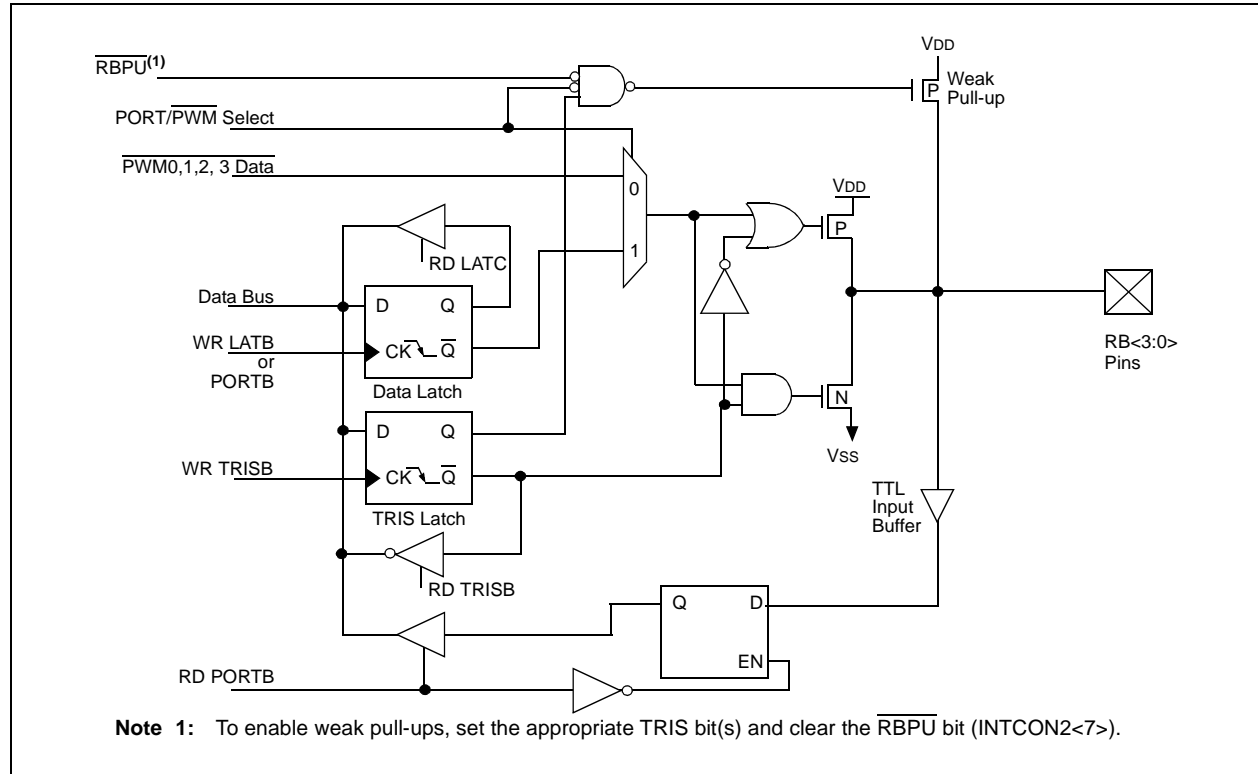 RBPU(1)
VDD
Weak
Pull-up
P
PORT/PWM Select
PWM0,1,2, 3 Data
0
1
VDD
P
RD LATC
Data Bus
D
Q
WR LATB
or
PORTB
CK
Q
Data Latch
RB<3:0>
Pins
N
VSS
D
Q
WR TRISB
CK
Q
TRIS Latch
TTL
Input
Buffer
RD TRISB
Q
D
EN
RD PORTB
Note 1: To enable weak pull-ups, set the appropriate TRIS bit(s) and clear the RBPU bit (INTCON2<7>).